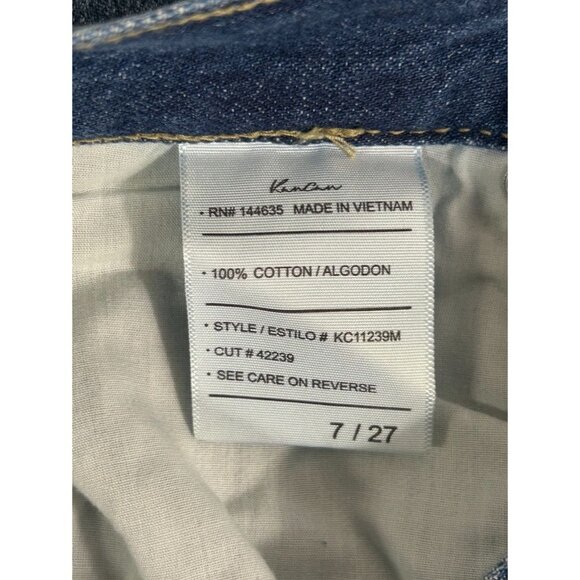 KanCan
• RN# 144635 MADE IN VIETNAM
• 100% COTTON / ALGODON
• STYLE / ESTILO # KC11239M
• CUT # 42239
• SEE CARE ON REVERSE
7 / 27